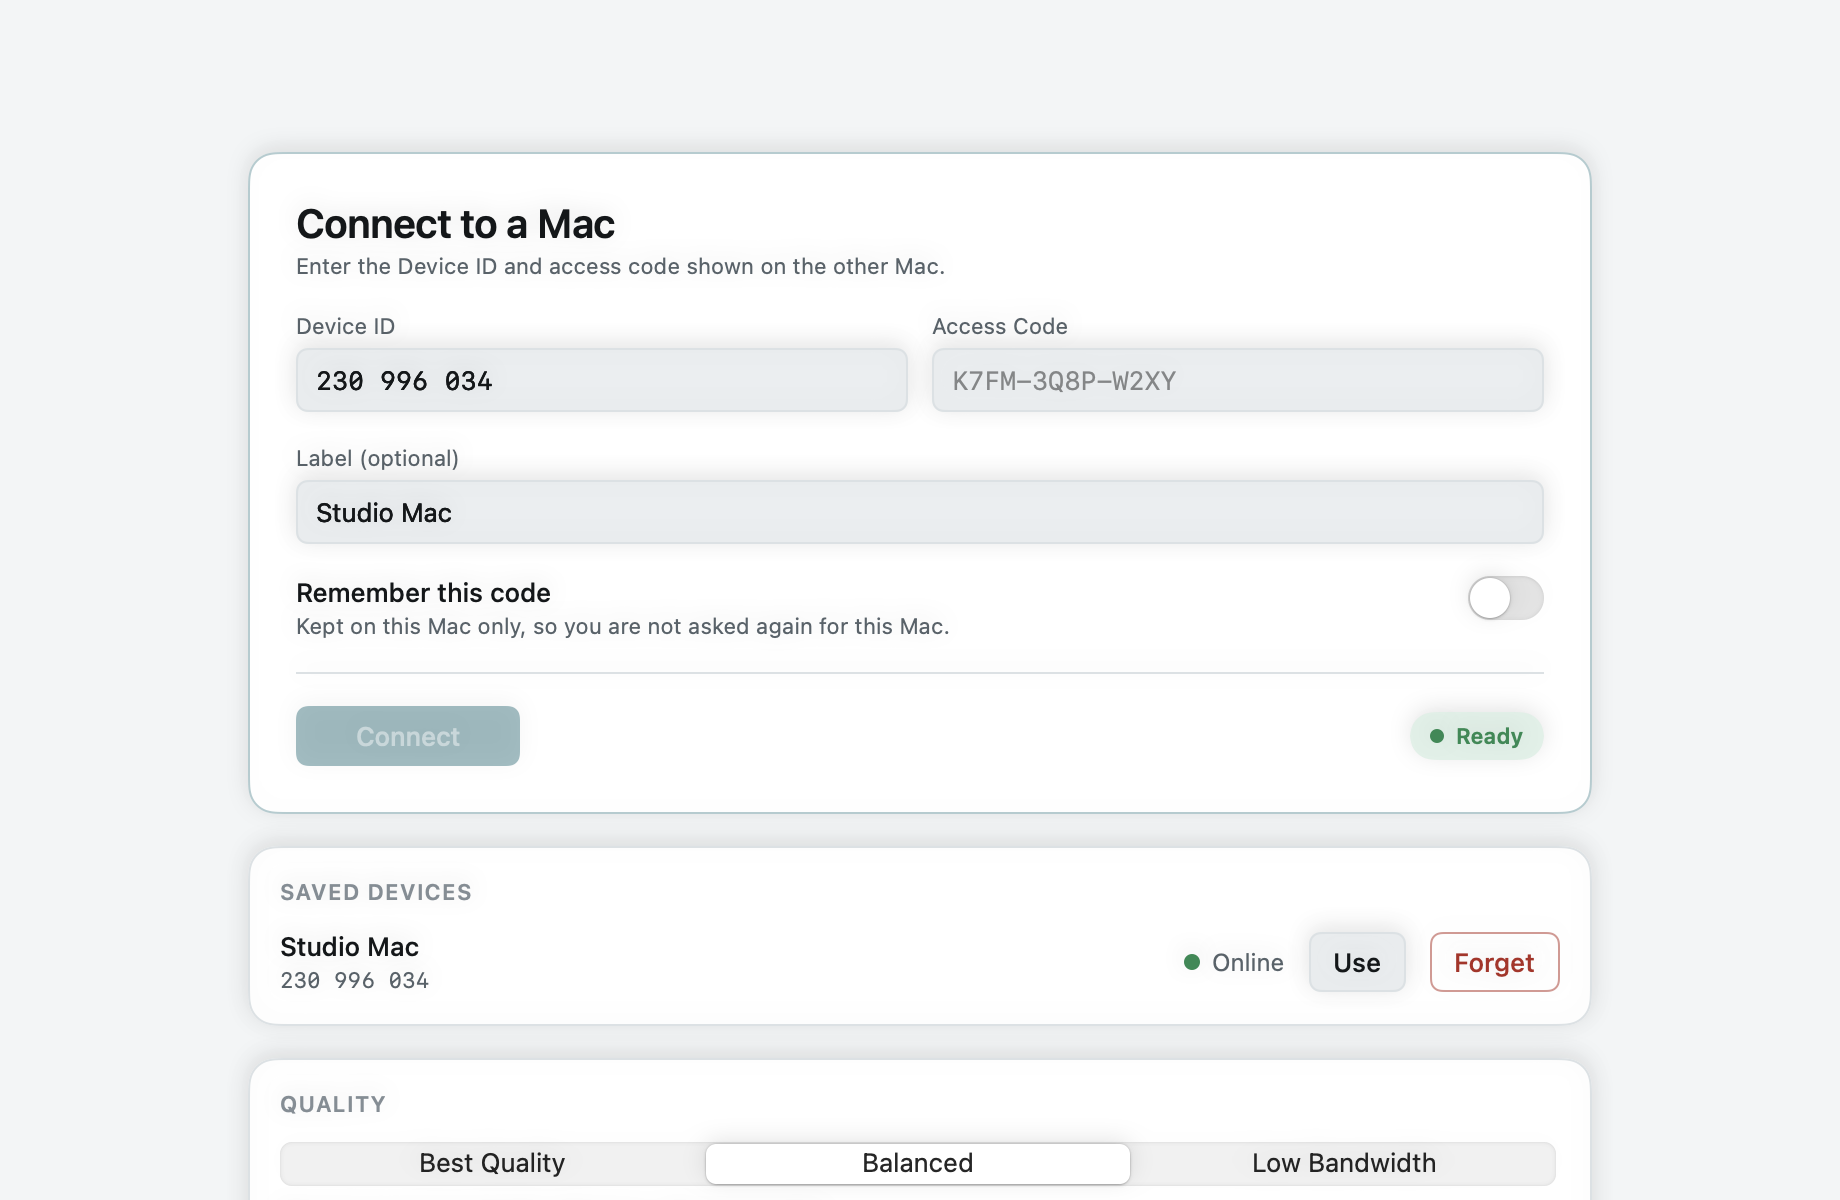 Connect to a Mac
Enter the Device ID and access code shown on the other Mac.
Device ID
Access Code
230 996 034
K7FM–3Q8P–W2XY
Label (optional)
Studio Mac
Remember this code
Kept on this Mac only, so you are not asked again for this Mac.
Connect
Ready
SAVED DEVICES
Studio Mac
230 996 034
Online
Use
Forget
QUALITY
Best Quality
Balanced
Low Bandwidth